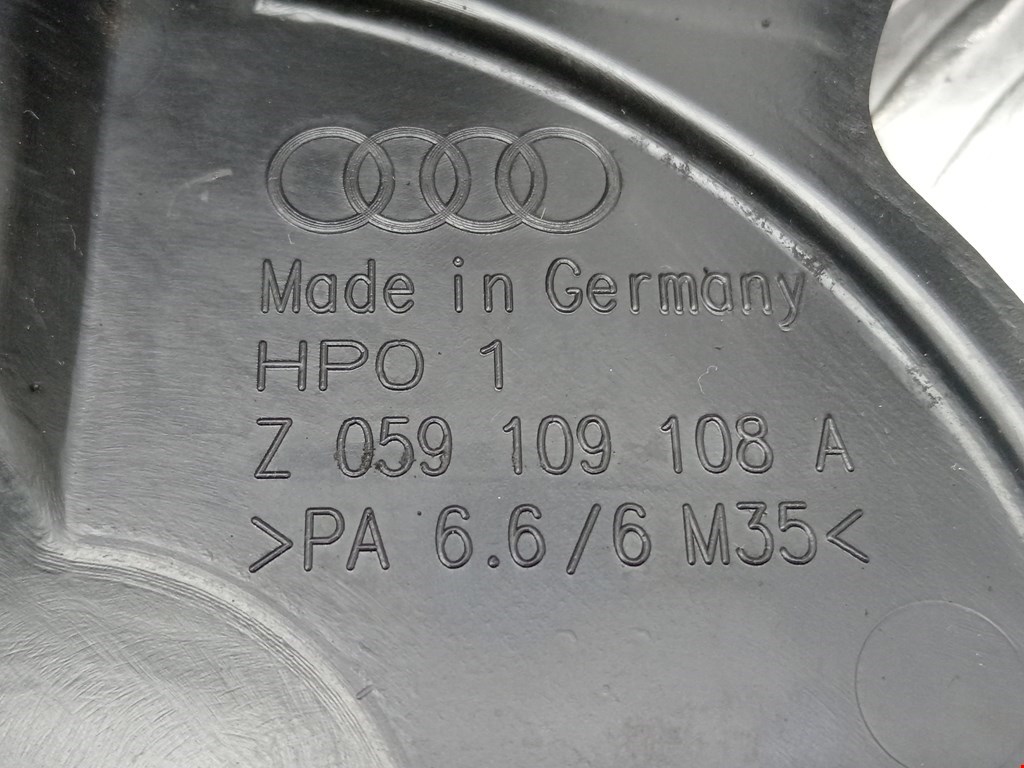 Made in Germany
HPO 1
Z 059 109 108 A
>PA 6.6/6 M35<